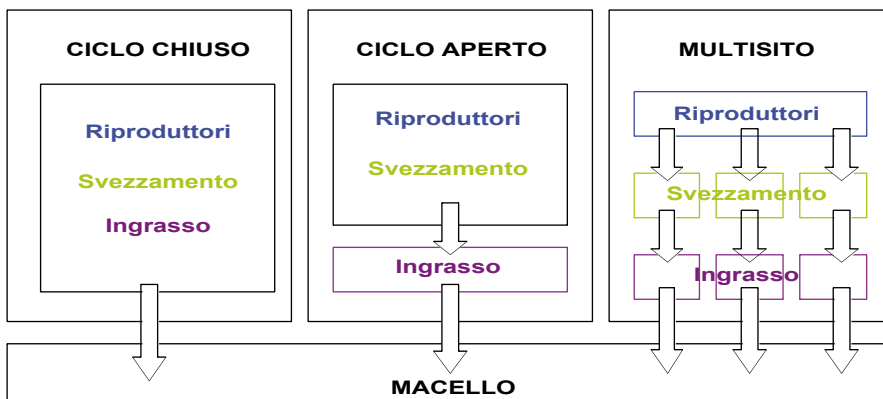 CICLO CHIUSO
Riproduttori
Svezzamento
Ingrasso
CICLO APERTO
Riproduttori
Svezzamento
Ingrasso
MULTISITO
Riproduttori
Svezzamento
Ingrasso
MACELLO